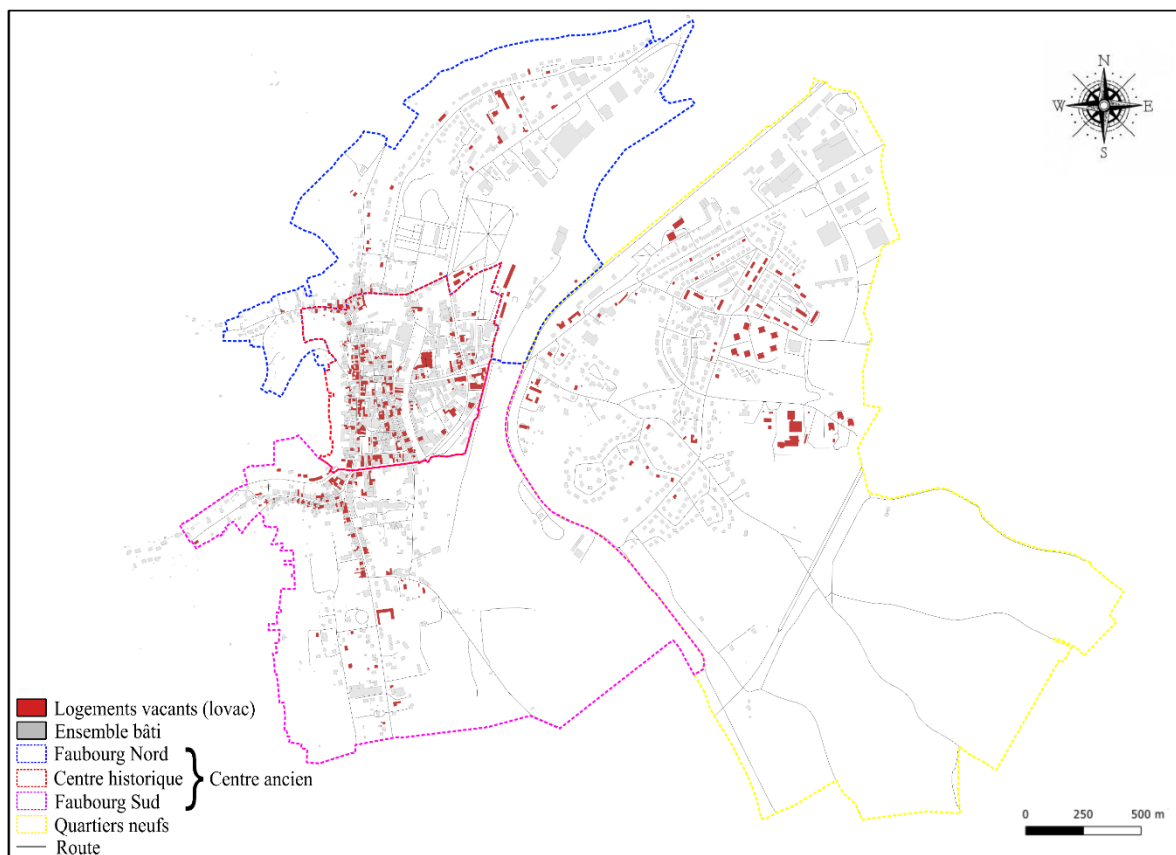 N
W E
S
Logements vacants (lovac)
Ensemble bâti
Faubourg Nord
Centre historique
Centre ancien
Faubourg Sud
Quartiers neufs
Route
0 250 500 m